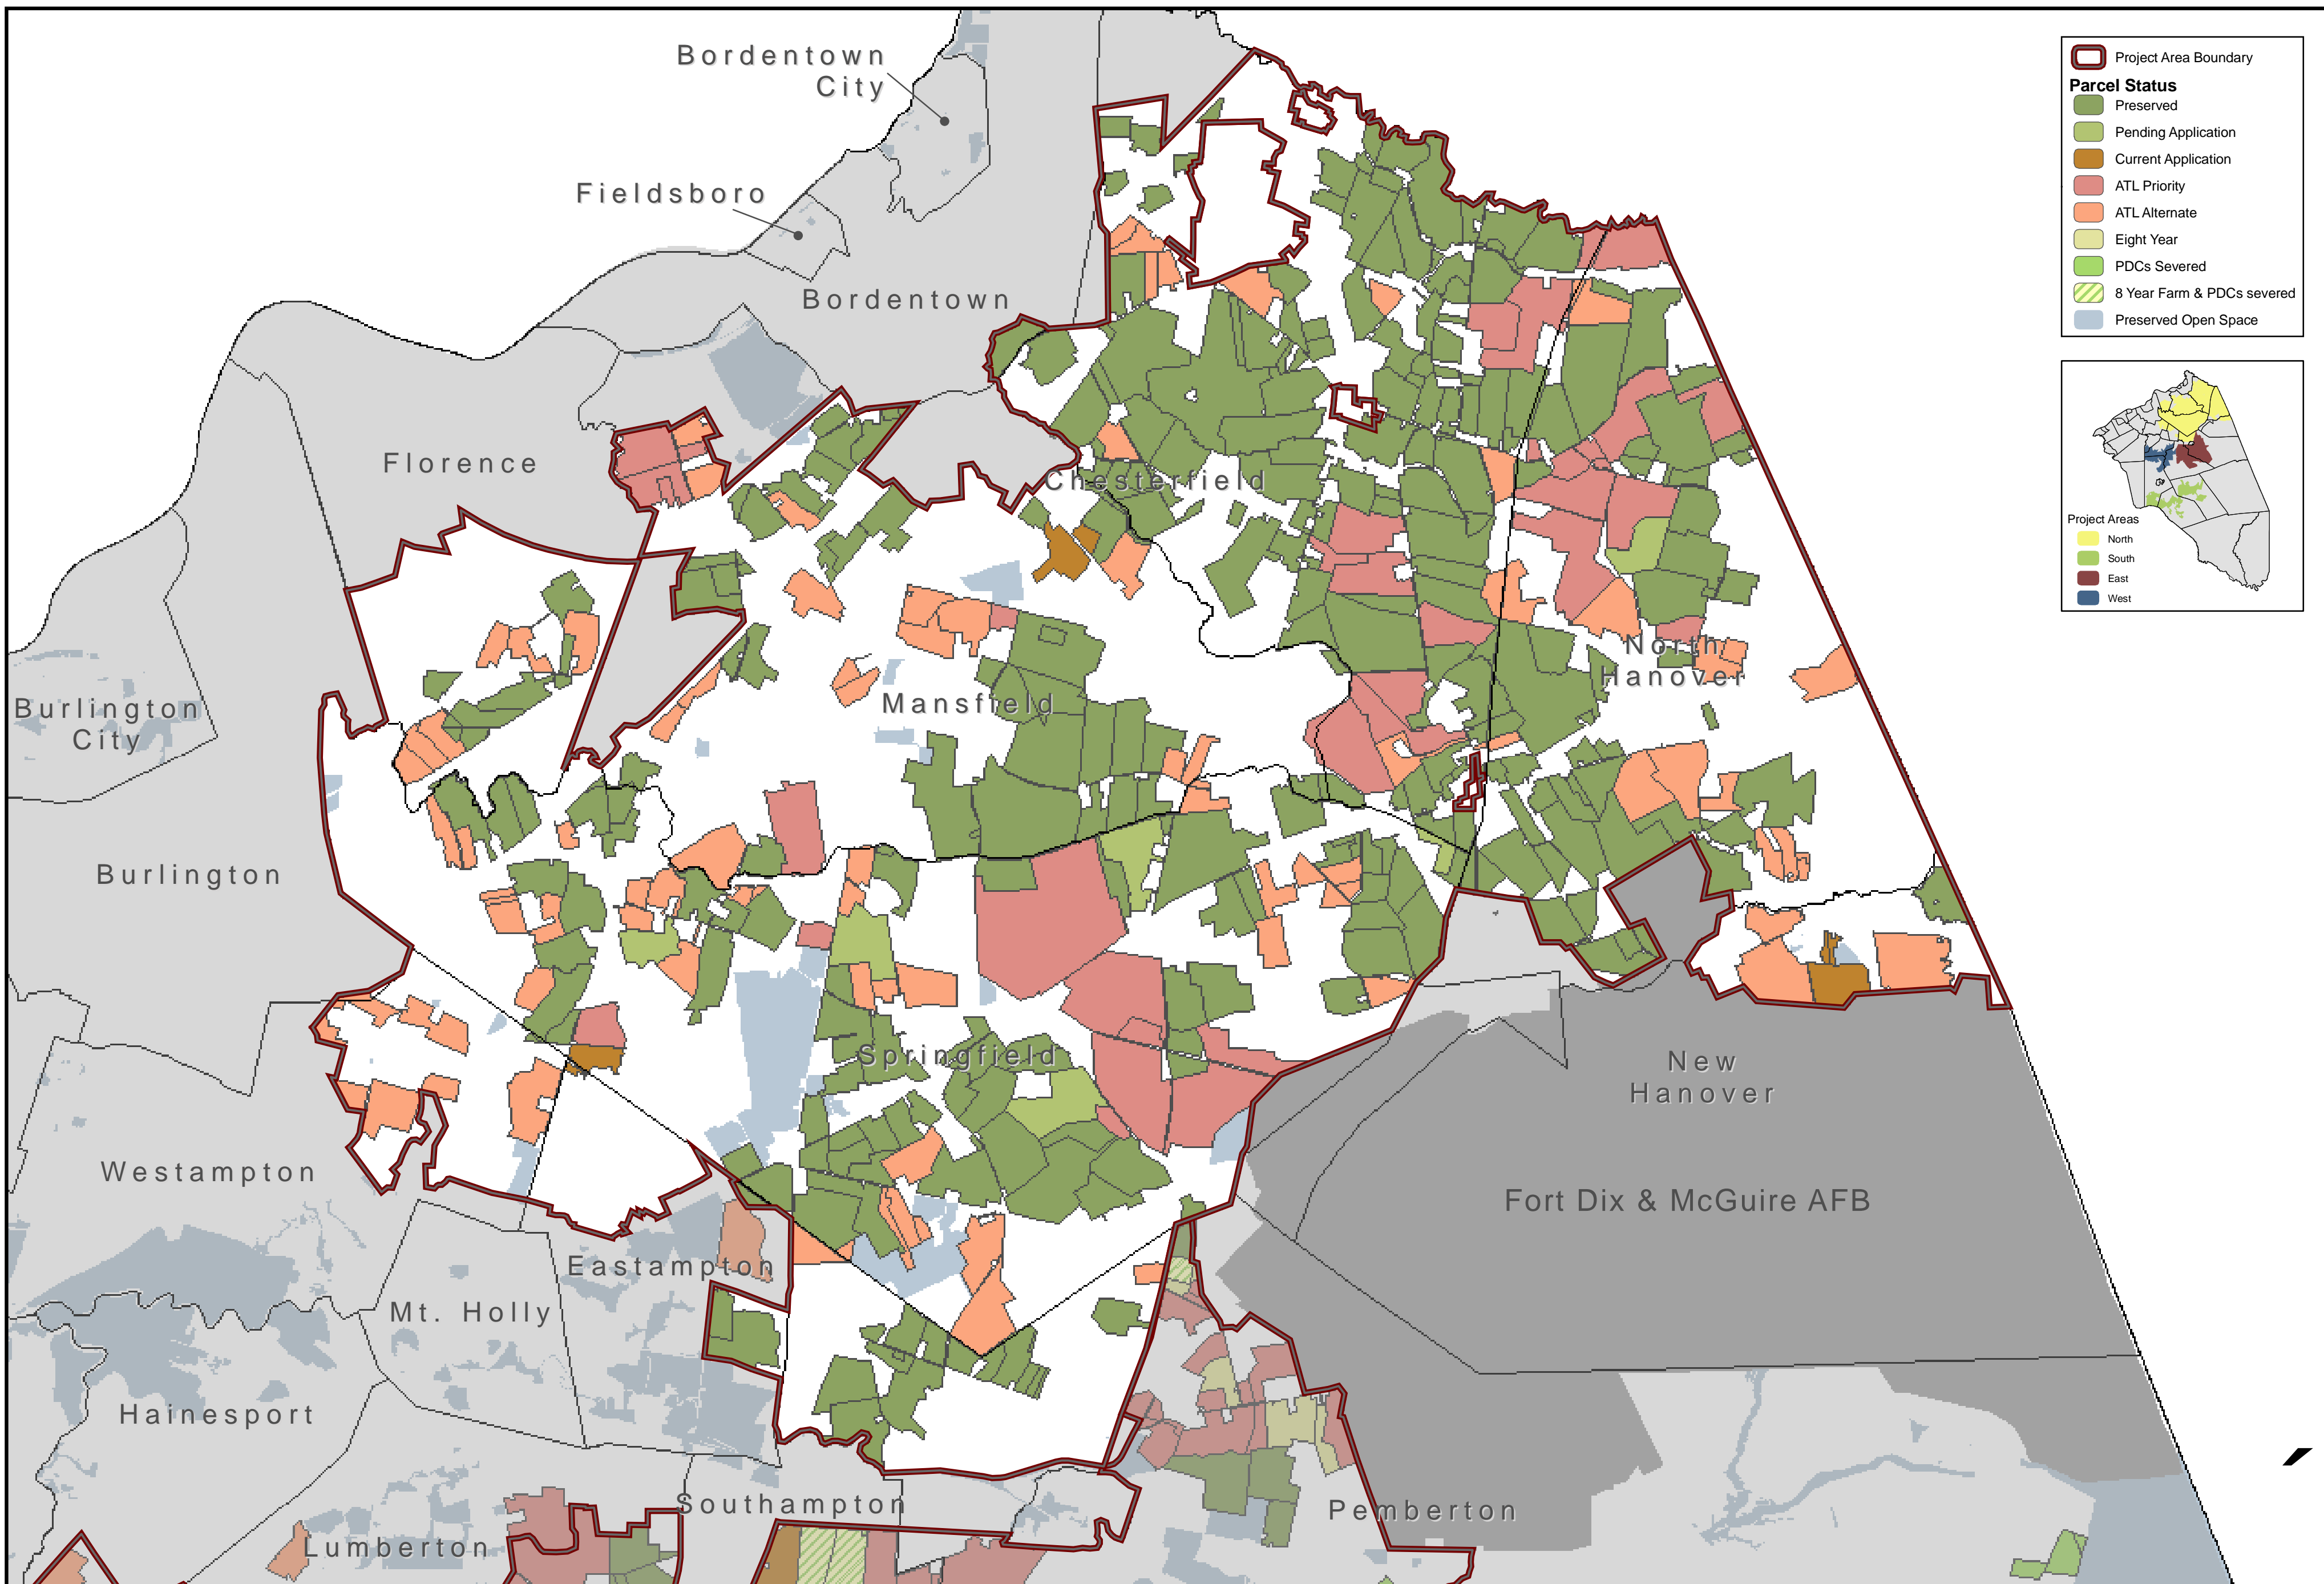 Bordentown
City
Fieldsboro
Bordentown
Florence
Chesterfield
North
Hanover
Mansfield
Burlington
City
Burlington
Springfield
New
Hanover
Westampton
Fort Dix & McGuire AFB
Eastampton
Mt. Holly
Hainesport
Southampton
Pemberton
Lumberton
Project Area Boundary
Parcel Status
Preserved
Pending Application
Current Application
ATL Priority
ATL Alternate
Eight Year
PDCs Severed
8 Year Farm & PDCs severed
Preserved Open Space
Project Areas
North
South
East
West